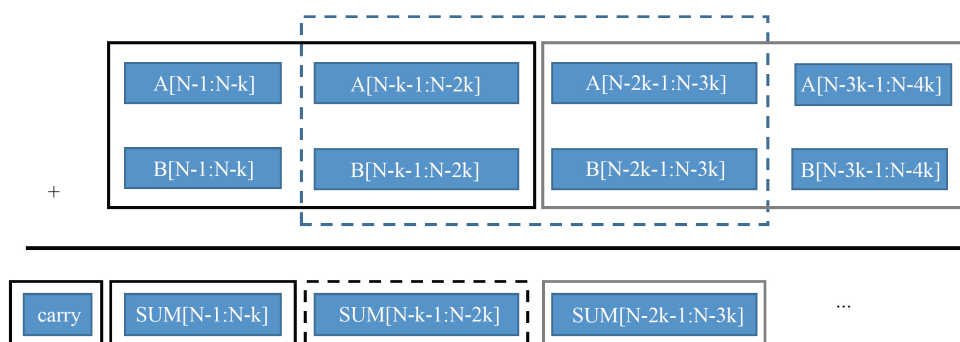 A[N-1:N-k] A[N-k-1:N-2k] A[N-2k-1:N-3k] A[N-3k-1:N-4k]
B[N-1:N-k] B[N-k-1:N-2k] B[N-2k-1:N-3k] B[N-3k-1:N-4k]
+
carry SUM[N-1:N-k] SUM[N-k-1:N-2k] SUM[N-2k-1:N-3k] ...